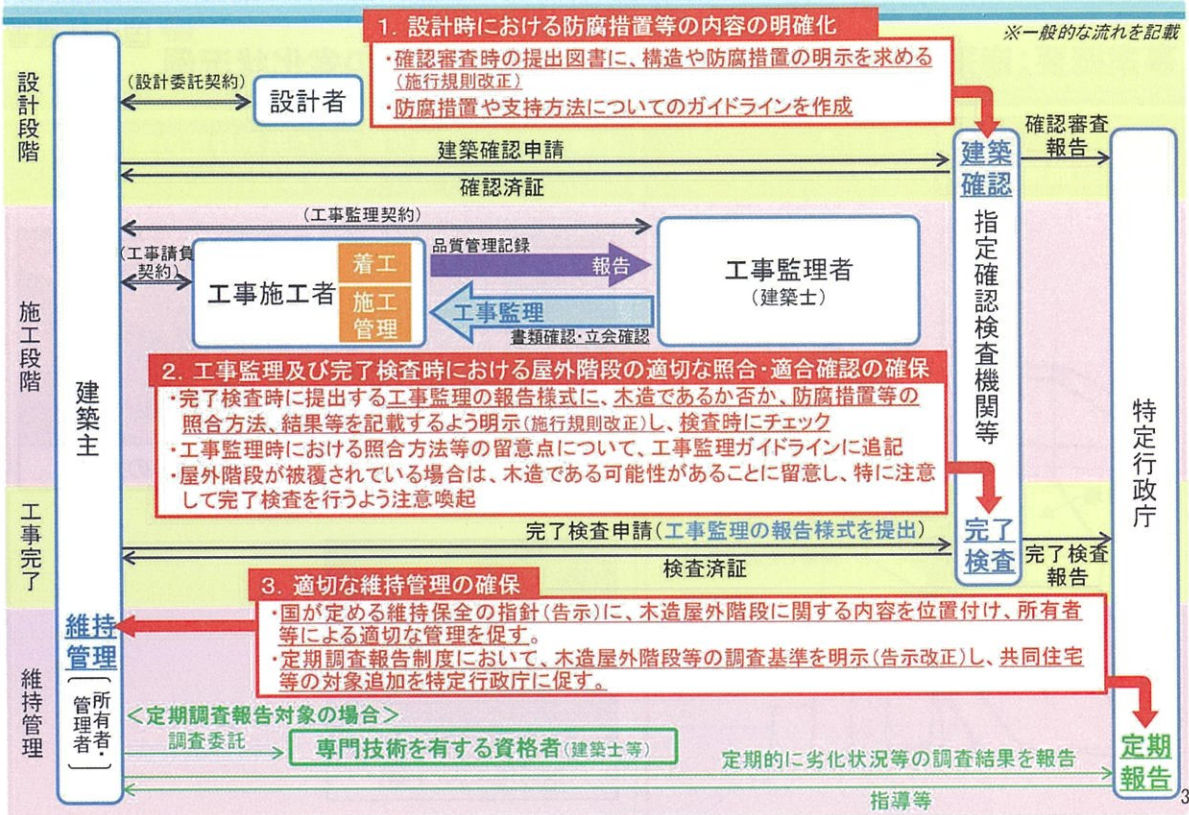 1. 設計時における防腐措置等の内容の明確化
※一般的な流れを記載
・確認審査時の提出図書に、構造や防腐措置の明示を求める
(施行規則改正)
・防腐措置や支持方法についてのガイドラインを作成
設計段階
(設計委託契約)
設計者
建築確認申請
確認済証
建築
確認
確認審査
報告
施工段階
建築主
(工事監理契約)
(工事請負
契約)
工事施工者
着工
施工
管理
品質管理記録
報告
工事監理
書類確認・立会確認
工事監理者
(建築士)
指定確認検査機関等
特定行政庁
2. 工事監理及び完了検査時における屋外階段の適切な照合・適合確認の確保
・完了検査時に提出する工事監理の報告様式に、木造であるか否か、防腐措置等の
照合方法、結果等を記載するよう明示(施行規則改正)し、検査時にチェック
・工事監理時における照合方法等の留意点について、工事監理ガイドラインに追記
・屋外階段が被覆されている場合は、木造である可能性があることに留意し、特に注意
して完了検査を行うよう注意喚起
工事完了
完了検査申請(工事監理の報告様式を提出)
検査済証
完了
検査
完了検査
報告
3. 適切な維持管理の確保
・国が定める維持保全の指針(告示)に、木造屋外階段に関する内容を位置付け、所有者
等による適切な管理を促す。
・定期調査報告制度において、木造屋外階段等の調査基準を明示(告示改正)し、共同住宅
等の対象追加を特定行政庁に促す。
維持管理
維持
管理
(所有者・
管理者)
<定期調査報告対象の場合>
調査委託
専門技術を有する資格者(建築士等)
定期的に劣化状況等の調査結果を報告
指導等
定期
報告
3